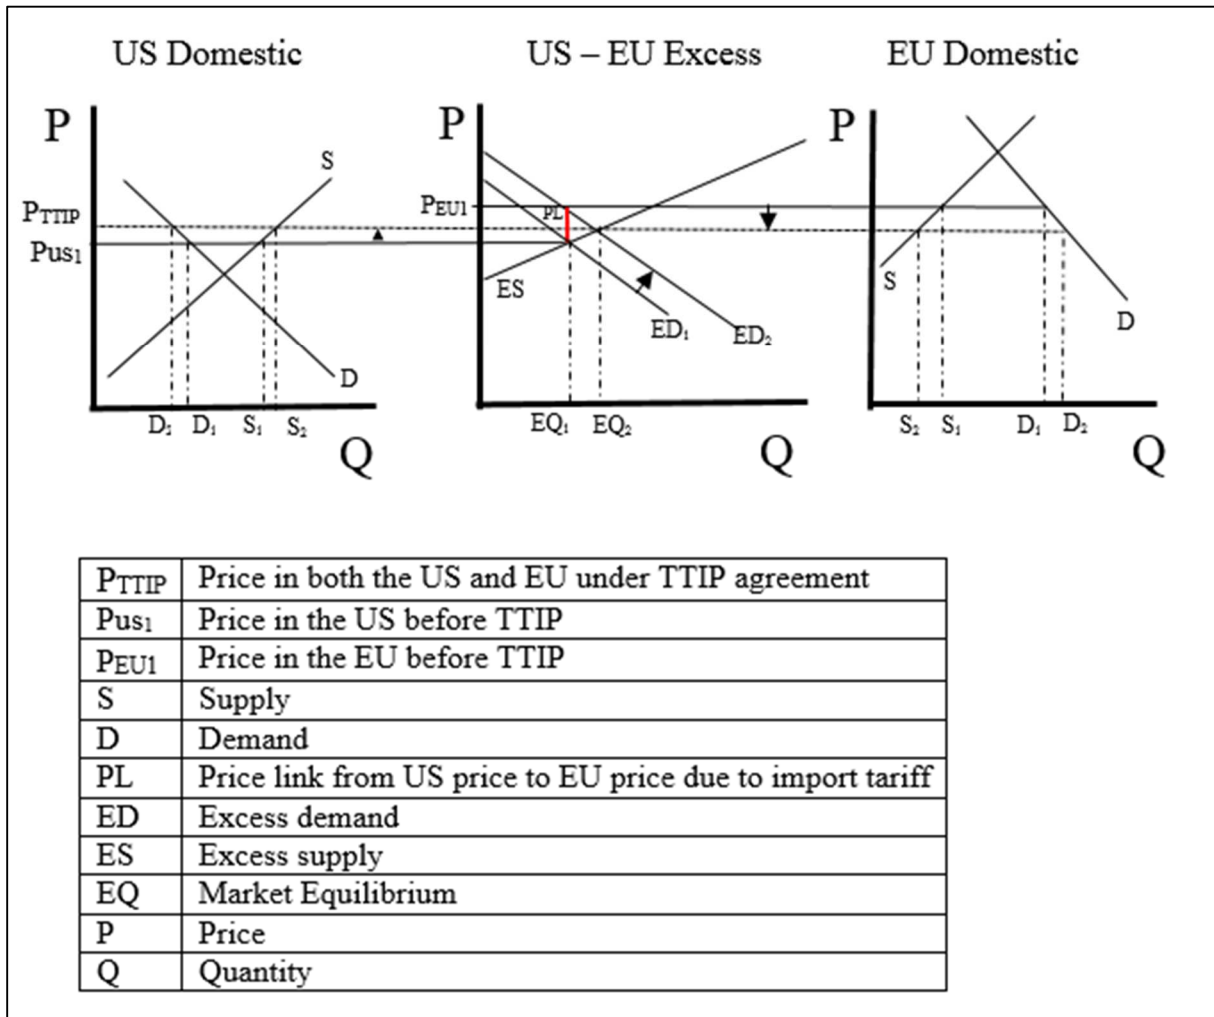 US Domestic
US – EU Excess
EU Domestic
P
S
PTTIP
Pus1
D
D2 D1 S1 S2
Q
P
PEU1
PL
ES
ED1
ED2
EQ1 EQ2
Q
P
S
D
S2 S1 D1 D2
Q
PTTIP Price in both the US and EU under TTIP agreement
Pus1 Price in the US before TTIP
PEU1 Price in the EU before TTIP
S Supply
D Demand
PL Price link from US price to EU price due to import tariff
ED Excess demand
ES Excess supply
EQ Market Equilibrium
P Price
Q Quantity